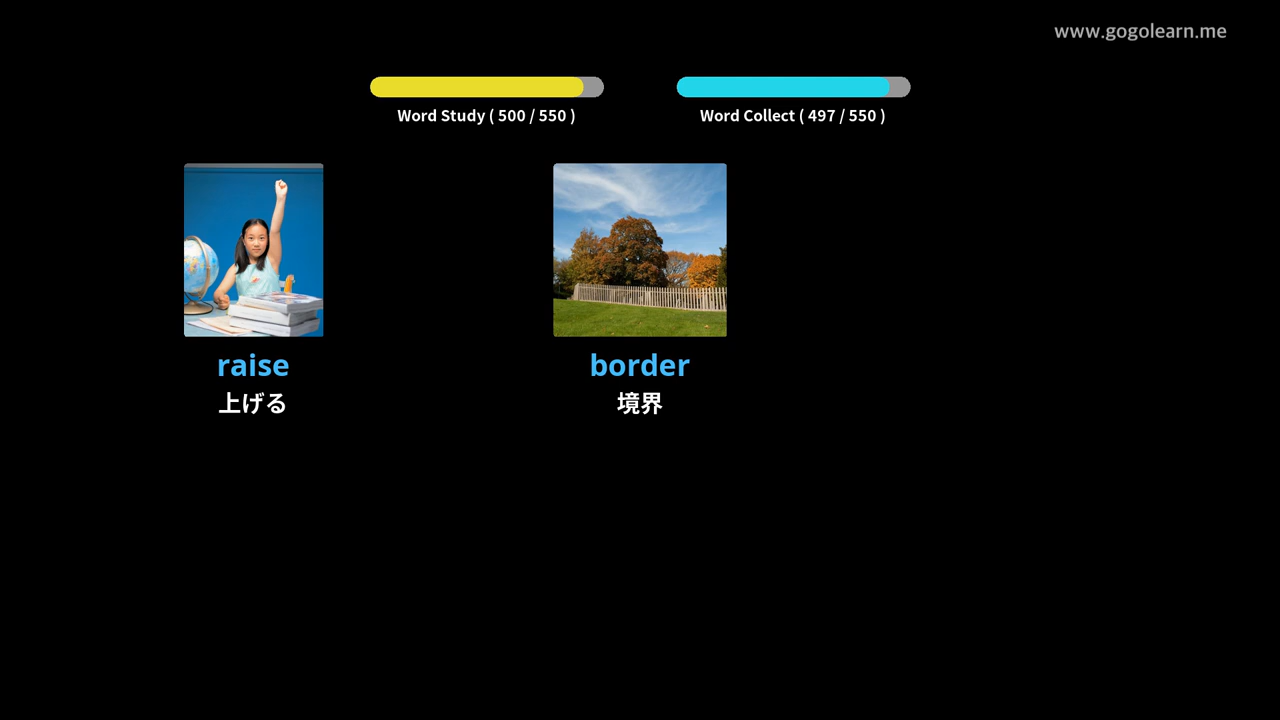 www.gogolearn.me
Word Study ( 500 / 550 )
Word Collect ( 497 / 550 )
raise
上げる
border
境界